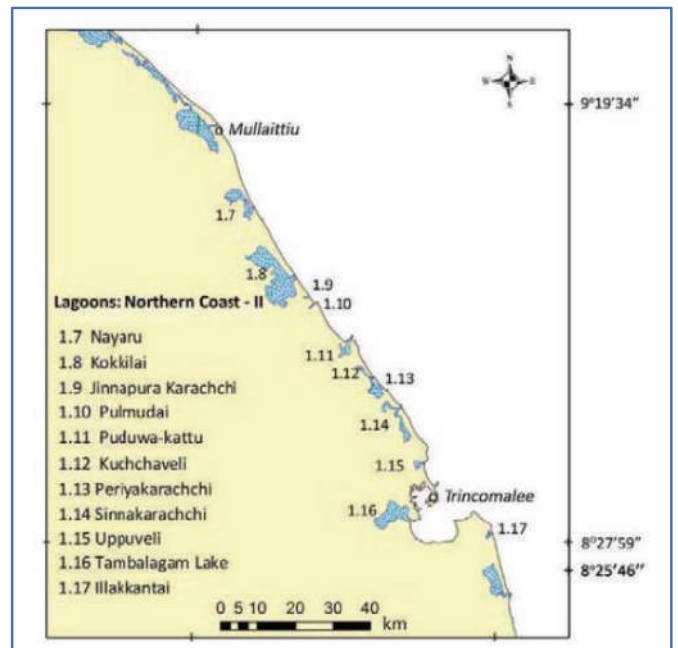 N
W E
S
9°19'34"
Mullaittiu
1.7
1.8
1.9
1.10
Lagoons: Northern Coast - II
1.7 Nayaru
1.8 Kokkilai
1.9 Jinnapura Karachchi
1.10 Pulmudai
1.11 Puduwa-kattu
1.12 Kuchchaveli
1.13 Periyakarachchi
1.14 Sinnakarachchi
1.15 Uppuveli
1.16 Tambalagam Lake
1.17 Illakkantai
1.11
1.12
1.13
1.14
1.15
Trincomalee
1.16
1.17
8°27'59"
8°25'46"
0 5 10 20 30 40
km